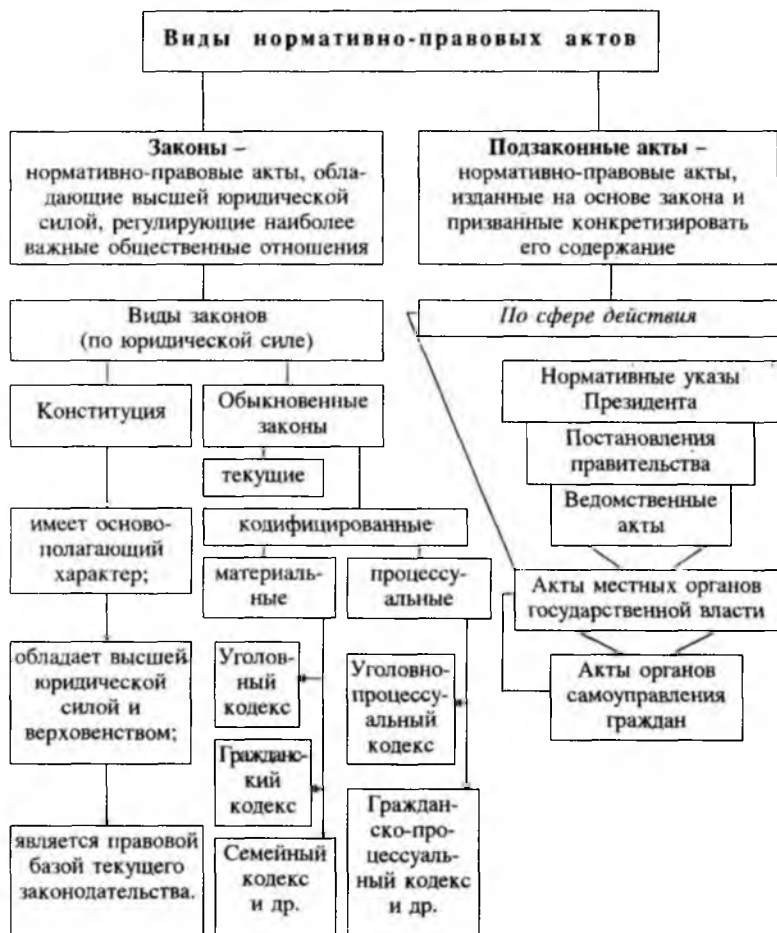 Виды нормативно-правовых актов
Законы –
нормативно-правовые акты, обла-
дающие высшей юридической
силой, регулирующие наиболее
важные общественные отношения
Подзаконные акты –
нормативно-правовые акты,
изданные на основе закона и
призванные конкретизировать
его содержание
Виды законов
(по юридической силе)
По сфере действия
Конституция
Обыкновенные
законы
Нормативные указы
Президента
Постановления
правительства
текущие
Ведомственные
акты
имеет осново-
полагающий
характер;
кодифицированные
материаль-
ные
процессу-
альные
Акты местных органов
государственной власти
обладает высшей
юридической
силой и
верховенством;
Уголов-
ный
кодекс
Уголовно-
процессу-
альный
кодекс
Акты органов
самоуправления
граждан
Гражданс-
кий
кодекс
является правовой
базой текущего
законодательства.
Семейный
кодекс
и др.
Граждан-
ско-про-
цессуаль-
ный кодекс
и др.